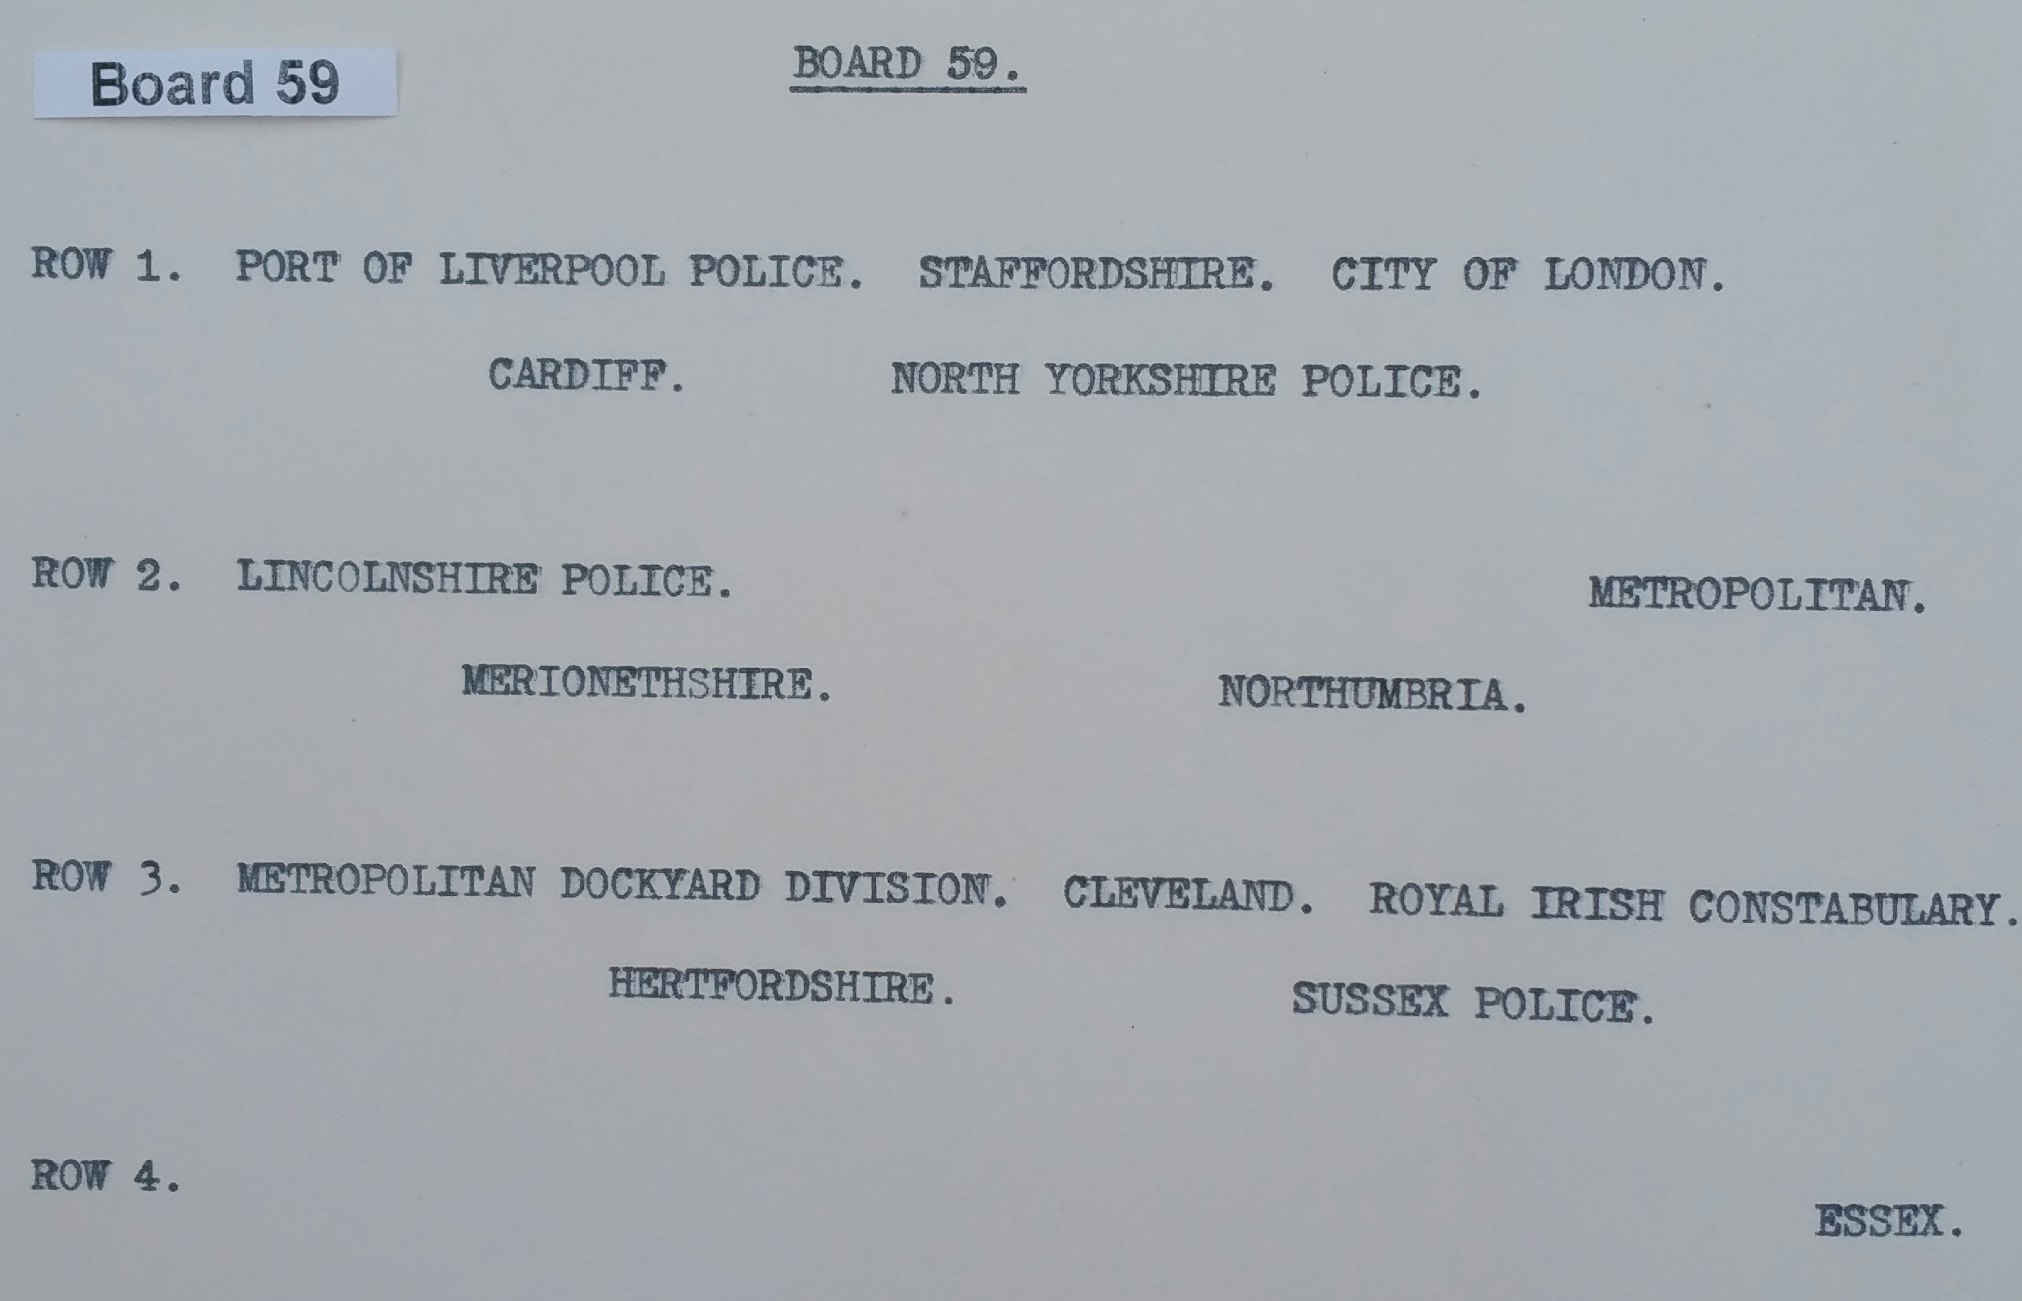 Board 59
BOARD 59.
ROW 1. PORT OF LIVERPOOL POLICE. STAFFORDSHIRE. CITY OF LONDON.
CARDIFF. NORTH YORKSHIRE POLICE.
ROW 2. LINCOLNSHIRE POLICE. METROPOLITAN.
MERIONETHSHIRE. NORTHUMBRIA.
ROW 3. METROPOLITAN DOCKYARD DIVISION. CLEVELAND. ROYAL IRISH CONSTABULARY.
HERTFORDSHIRE. SUSSEX POLICE.
ROW 4.
ESSEX.